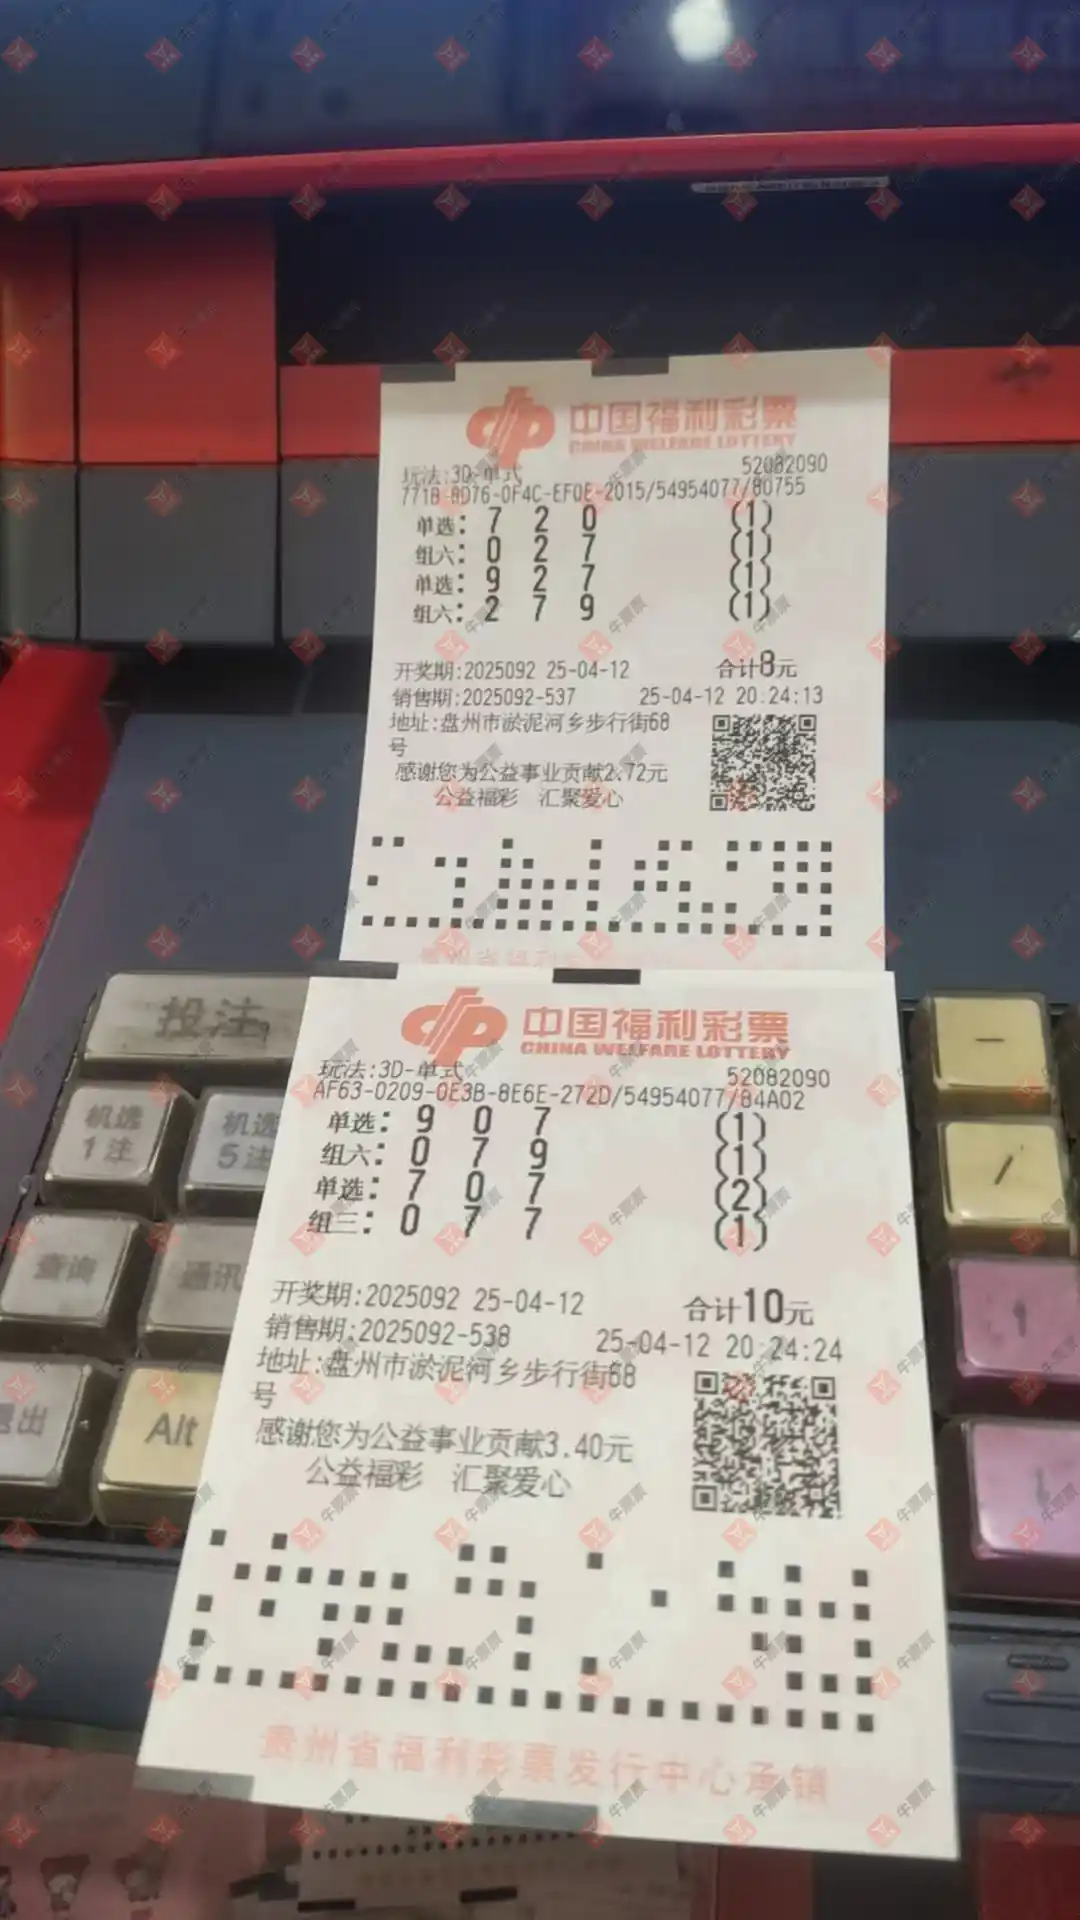 中国福利彩票
CHINA WELFARE LOTTERY
玩法:3D-单式 52082090
771B-8D76-0F4C-EF0E-2015/54954077/80755
单选: 7 2 0 (1)
组六: 0 2 7 (1)
单选: 9 2 7 (1)
组六: 2 7 9 (1)
开奖期:2025092 25-04-12 合计8元
销售期:2025092-537 25-04-12 20:24:13
地址:盘州市淤泥河乡步行街68
号
感谢您为公益事业贡献2.72元
公益福彩 汇聚爱心
中国福利彩票
CHINA WELFARE LOTTERY
玩法:3D-单式 52082090
AF63-0209-0E3B-8E6E-272D/54954077/84A02
单选: 9 0 7 (1)
组六: 0 7 9 (1)
单选: 7 0 7 (2)
组三: 0 7 7 (1)
开奖期:2025092 25-04-12 合计10元
销售期:2025092-538 25-04-12 20:24:24
地址:盘州市淤泥河乡步行街68
号
感谢您为公益事业贡献3.40元
公益福彩 汇聚爱心
贵州省福利彩票发行中心承销
投注
机选
1注
机选
5注
查询
通讯
退出
Alt
-
/
牛票票